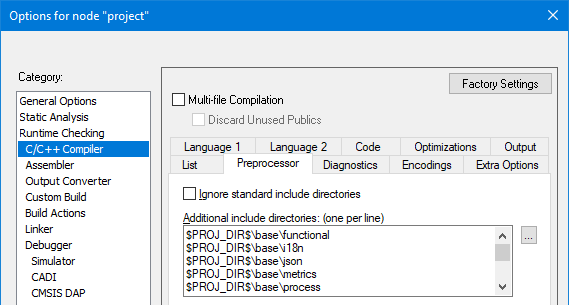 Options for node "project"
Category:
Factory Settings
General Options
Static Analysis
Runtime Checking
C/C++ Compiler
Assembler
Output Converter
Custom Build
Build Actions
Linker
Debugger
Simulator
CADI
CMSIS DAP
Multi-file Compilation
Discard Unused Publics
Language 1 Language 2 Code Optimizations Output
List Preprocessor Diagnostics Encodings Extra Options
Ignore standard include directories
Additional include directories: (one per line)
$PROJ_DIR$\base\functional
$PROJ_DIR$\base\i18n
$PROJ_DIR$\base\json
$PROJ_DIR$\base\metrics
$PROJ_DIR$\base\process
...